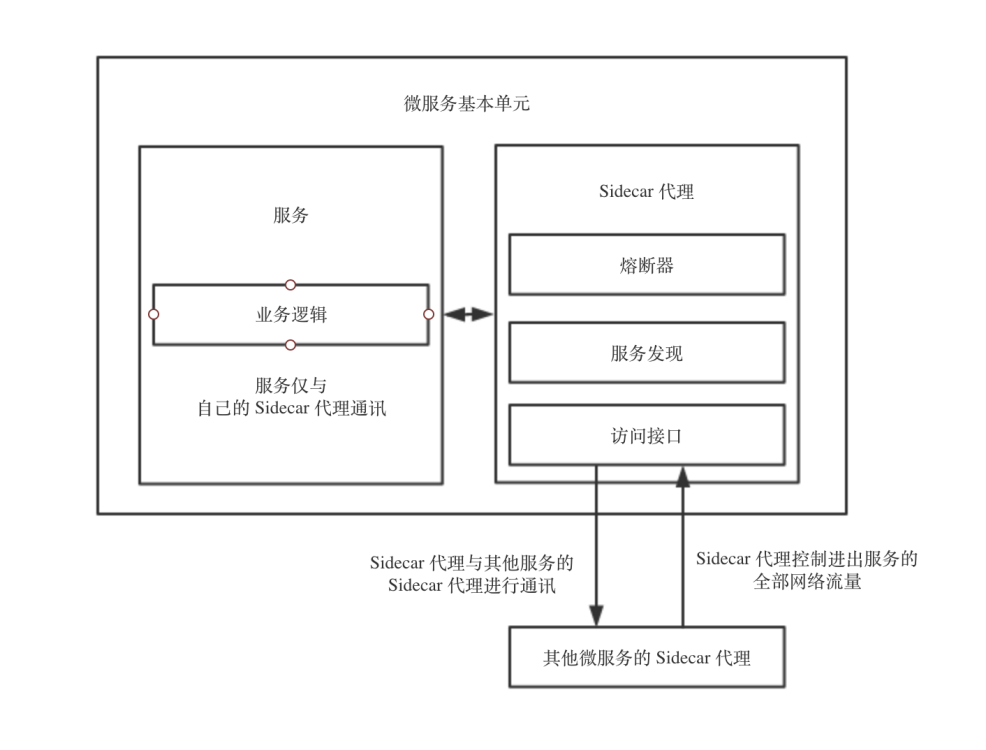 微服务基本单元
服务
业务逻辑
服务仅与
自己的 Sidecar 代理通讯
Sidecar 代理
熔断器
服务发现
访问接口
Sidecar 代理与其他服务的
Sidecar 代理进行通讯
Sidecar 代理控制进出服务的
全部网络流量
其他微服务的 Sidecar 代理